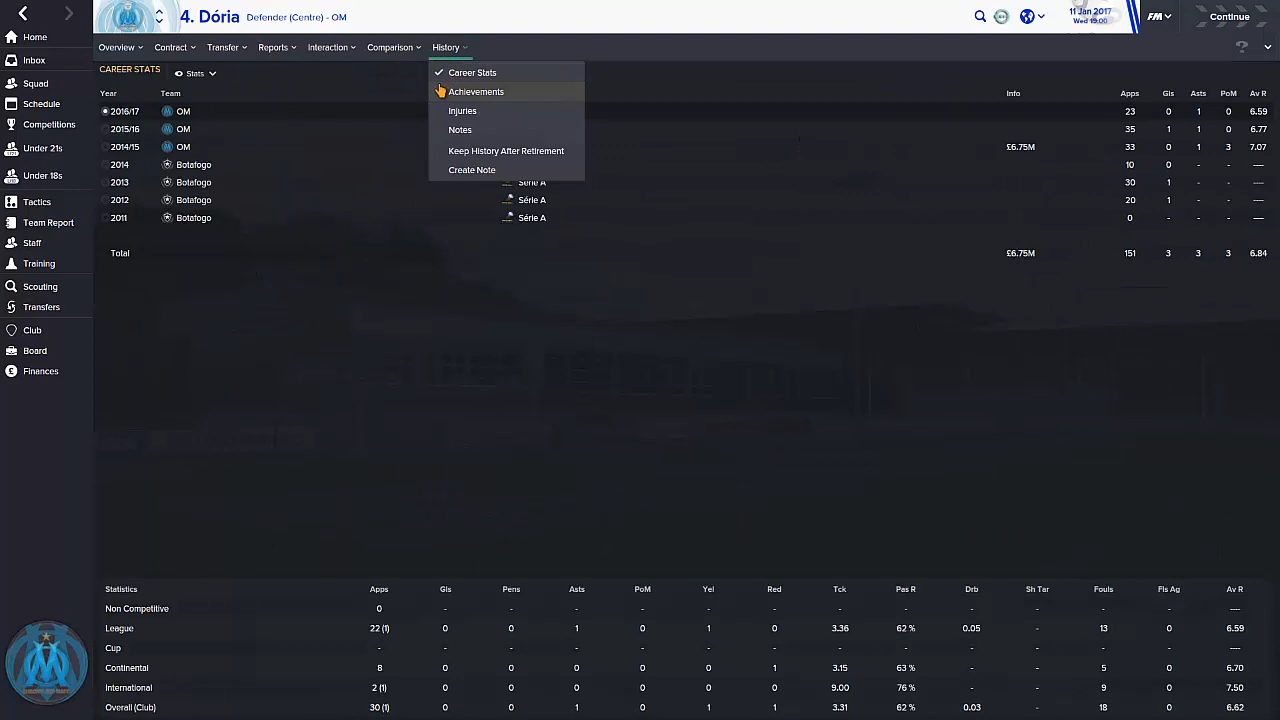 4. Dória Defender (Centre) - OM 11 Jan 2017 FM Continue
Wed 19:00
Home
Overview Contract Transfer Reports Interaction Comparison History ?
Inbox
CAREER STATS Stats Career Stats
Squad
Year Team Achievements Info Apps Gls Asts PoM Av R
Schedule
2016/17 OM Injuries 23 0 1 0 6.59
Competitions
2015/16 OM Notes 35 1 1 0 6.77
Under 21s
2014/15 OM Keep History After Retirement £6.75M 33 0 1 3 7.07
2014 Botafogo Create Note 10 0 - - ----
Under 18s
2013 Botafogo Série A 30 1 - - ----
Tactics
2012 Botafogo Série A 20 1 - - ----
Team Report
2011 Botafogo Série A 0 - - - ----
Staff
Total £6.75M 151 3 3 3 6.84
Training
Scouting
Transfers
Club
Board
£ Finances
Statistics Apps Gls Pens Asts PoM Yel Red Tck Pas R Drb Sh Tar Fouls Fls Ag Av R
Non Competitive 0 - - - - - - - - - - - - ----
League 22 (1) 0 0 1 0 1 0 3.36 62 % 0.05 - 13 0 6.59
Cup - - - - - - - - - - - - - ----
Continental 8 0 0 0 0 0 1 3.15 63 % - - 5 0 6.70
International 2 (1) 0 0 0 0 0 0 9.00 76 % - - 9 0 7.50
Overall (Club) 30 (1) 0 0 1 0 1 1 3.31 62 % 0.03 - 18 0 6.62